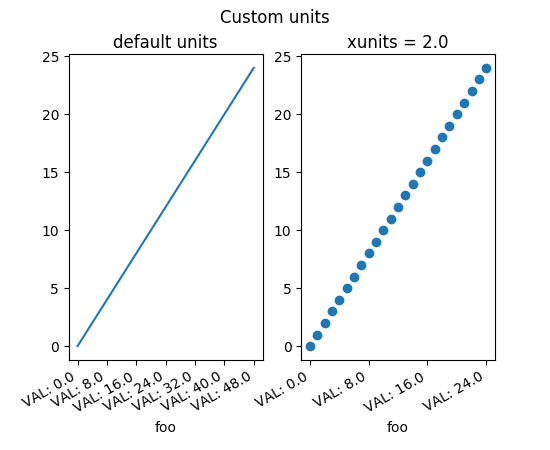 Custom units
default units
25
20
15
10
5
0
VAL: 0.0
VAL: 8.0
VAL: 16.0
VAL: 24.0
VAL: 32.0
VAL: 40.0
VAL: 48.0
foo
xunits = 2.0
25
20
15
10
5
0
VAL: 0.0
VAL: 8.0
VAL: 16.0
VAL: 24.0
foo